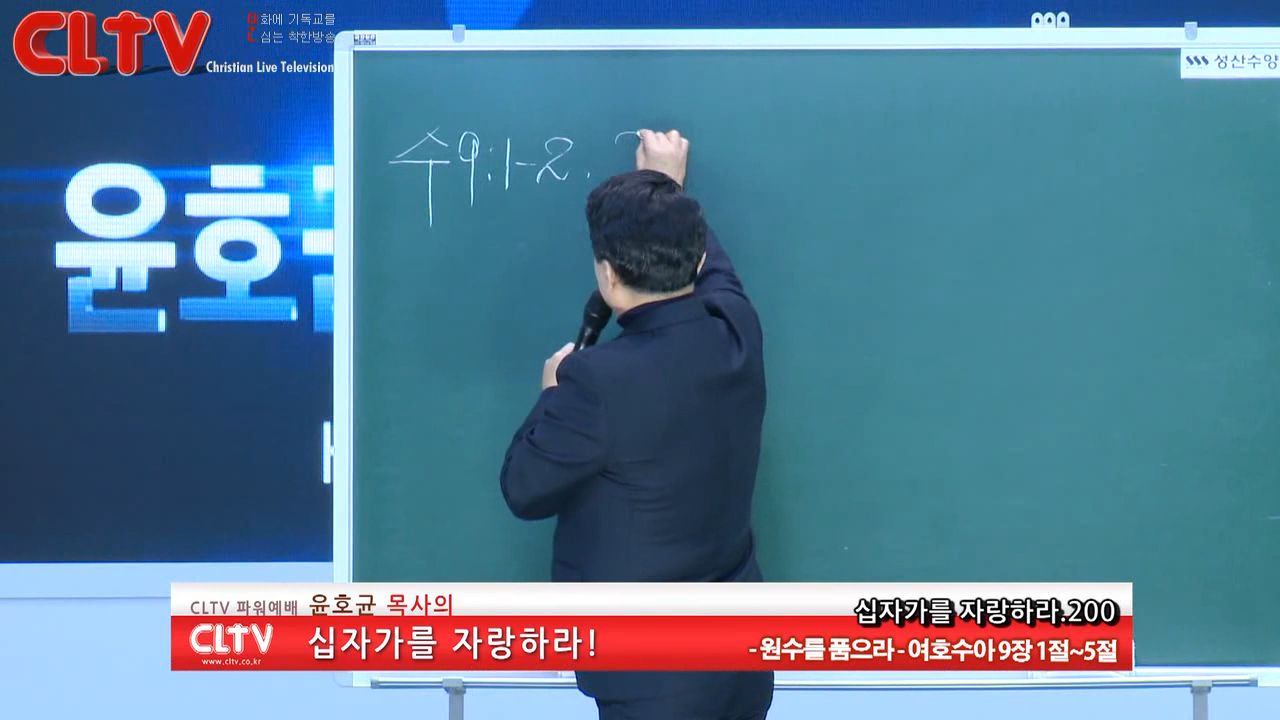 CLTV
문화에 기독교를
심는 착한방송
Christian Live Television
성산수양
윤호
수9:1-2.
CLTV 파워예배 윤호균 목사의
CLTV
www.cltv.co.kr
십자가를 자랑하라!
십자가를 자랑하라.200
- 원수를 품으라 - 여호수아 9장 1절~5절